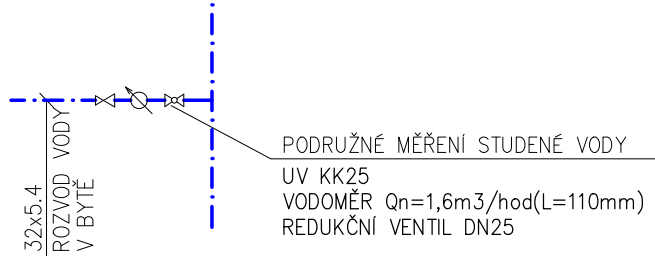 PODRUŽNÉ MĚŘENÍ STUDENÉ VODY
UV KK25
VODOMĚR Qn=1,6m3/hod(L=110mm)
REDUKČNÍ VENTIL DN25
32x5.4
ROZVOD VODY
V BYTĚ